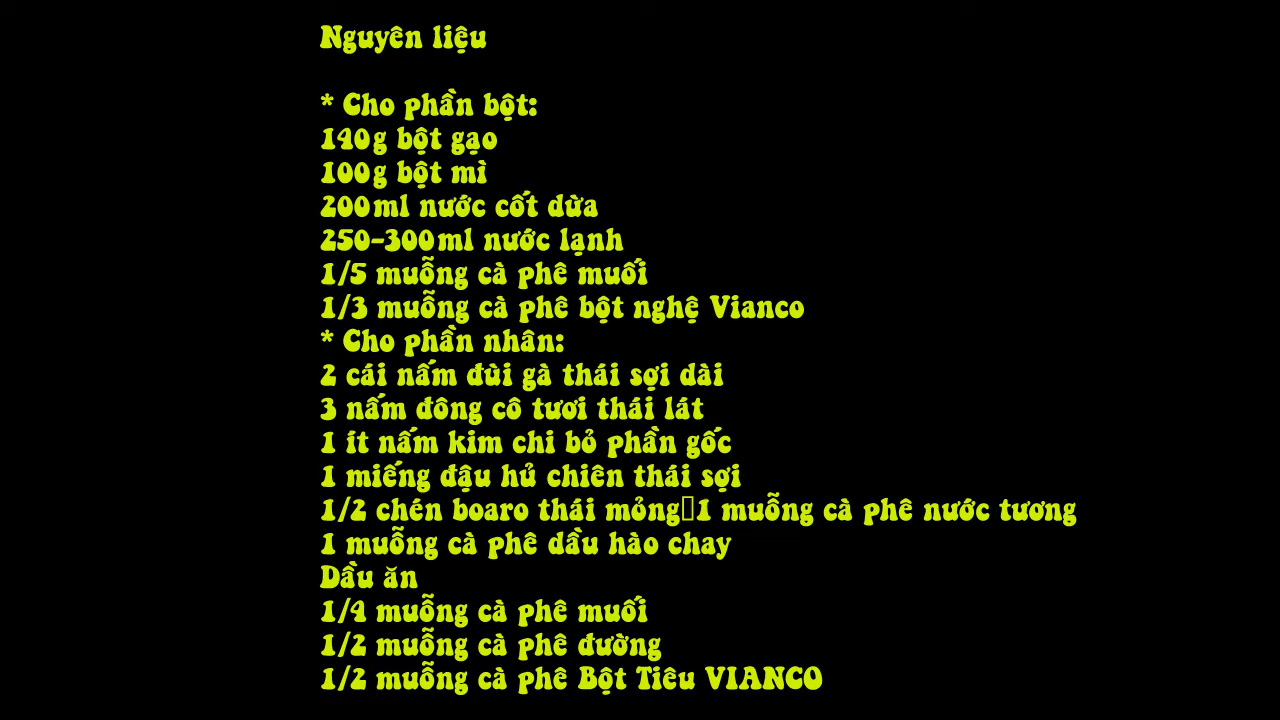 Nguyên liệu
* Cho phần bột:
140g bột gạo
100g bột mì
200ml nước cốt dừa
250-300ml nước lạnh
1/5 muỗng cà phê muối
1/3 muỗng cà phê bột nghệ Vianco
* Cho phần nhân:
2 cái nấm đùi gà thái sợi dài
3 nấm đông cô tươi thái lát
1 ít nấm kim chi bỏ phần gốc
1 miếng đậu hủ chiên thái sợi
1/2 chén boaro thái mỏng▯1 muỗng cà phê nước tương
1 muỗng cà phê dầu hào chay
Dầu ăn
1/4 muỗng cà phê muối
1/2 muỗng cà phê đường
1/2 muỗng cà phê Bột Tiêu VIANCO